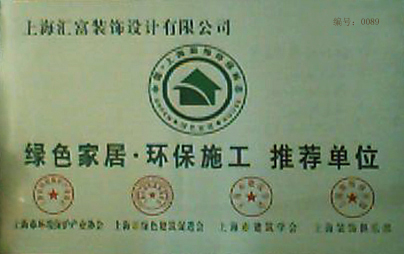 上海汇富装饰设计有限公司
编号：0089
绿色家居·环保施工 推荐单位
上海市环境保护产业协会 上海市绿色建筑促进会 上海市建筑学会 上海装饰俱乐部